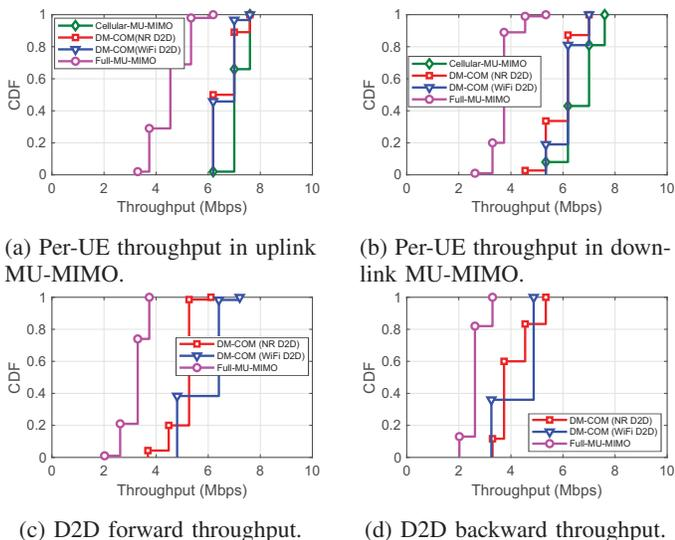 1
0.8
0.6
0.4
0.2
0
CDF
Cellular-MU-MIMO
DM-COM(NR D2D)
DM-COM(WiFi D2D)
Full-MU-MIMO
0 2 4 6 8 10
Throughput (Mbps)
(a) Per-UE throughput in uplink
MU-MIMO.
1
0.8
0.6
0.4
0.2
0
CDF
Cellular-MU-MIMO
DM-COM (NR D2D)
DM-COM (WiFi D2D)
Full-MU-MIMO
0 2 4 6 8 10
Throughput (Mbps)
(b) Per-UE throughput in down-
link MU-MIMO.
1
0.8
0.6
0.4
0.2
0
CDF
DM-COM (NR D2D)
DM-COM (WiFi D2D)
Full-MU-MIMO
0 2 4 6 8 10
Throughput (Mbps)
(c) D2D forward throughput.
1
0.8
0.6
0.4
0.2
0
CDF
DM-COM (NR D2D)
DM-COM (WiFi D2D)
Full-MU-MIMO
0 2 4 6 8 10
Throughput (Mbps)
(d) D2D backward throughput.